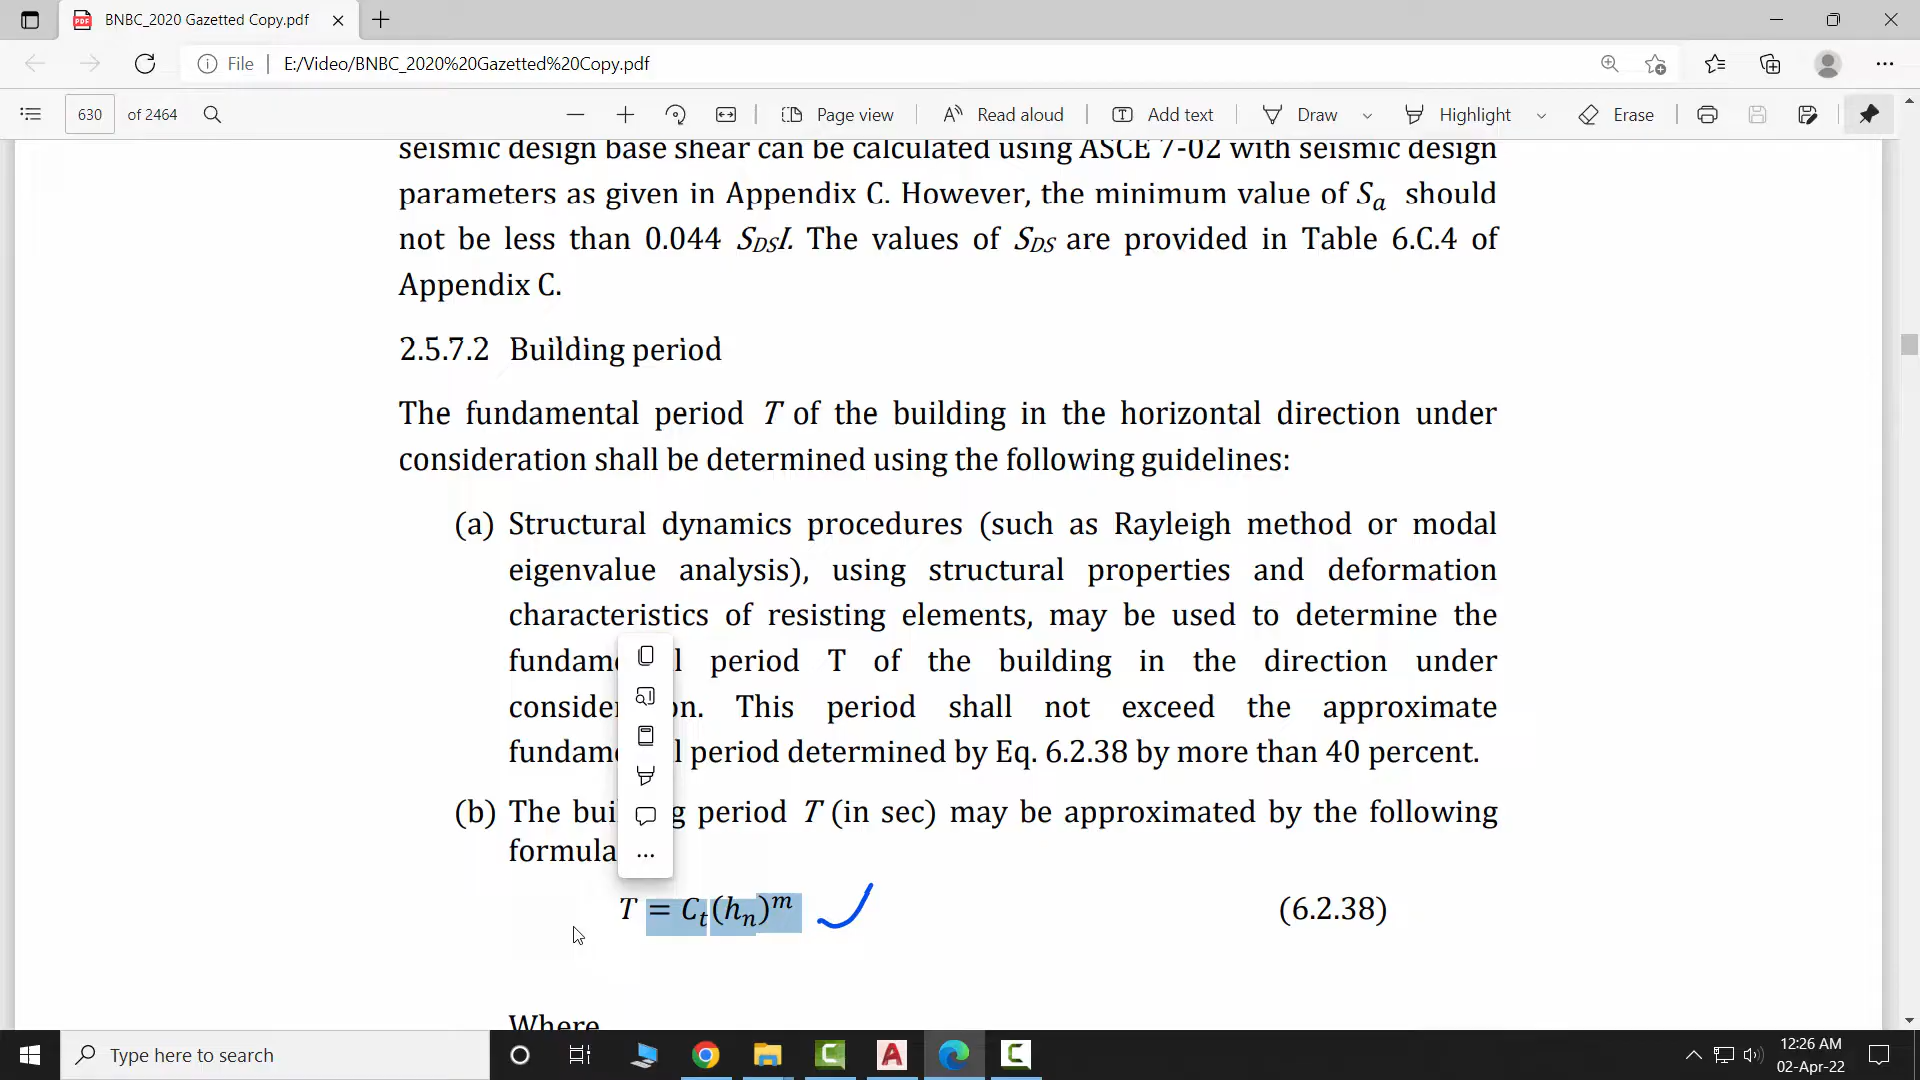 BNBC_2020 Gazetted Copy.pdf
File
E:/Video/BNBC_2020%20Gazetted%20Copy.pdf
630 of 2464
Page view
Read aloud
Add text
Draw
Highlight
Erase
seismic design base shear can be calculated using ASCE 7-02 with seismic design
parameters as given in Appendix C. However, the minimum value of Sₐ should
not be less than 0.044 S_DS I. The values of S_DS are provided in Table 6.C.4 of
Appendix C.
2.5.7.2 Building period
The fundamental period T of the building in the horizontal direction under
consideration shall be determined using the following guidelines:
(a) Structural dynamics procedures (such as Rayleigh method or modal
eigenvalue analysis), using structural properties and deformation
characteristics of resisting elements, may be used to determine the
fundame l period T of the building in the direction under
consider on. This period shall not exceed the approximate
fundame l period determined by Eq. 6.2.38 by more than 40 percent.
(b) The bui g period T (in sec) may be approximated by the following
formula
T = C_t(h_n)^m (6.2.38)
Where
Type here to search
12:26 AM
02-Apr-22